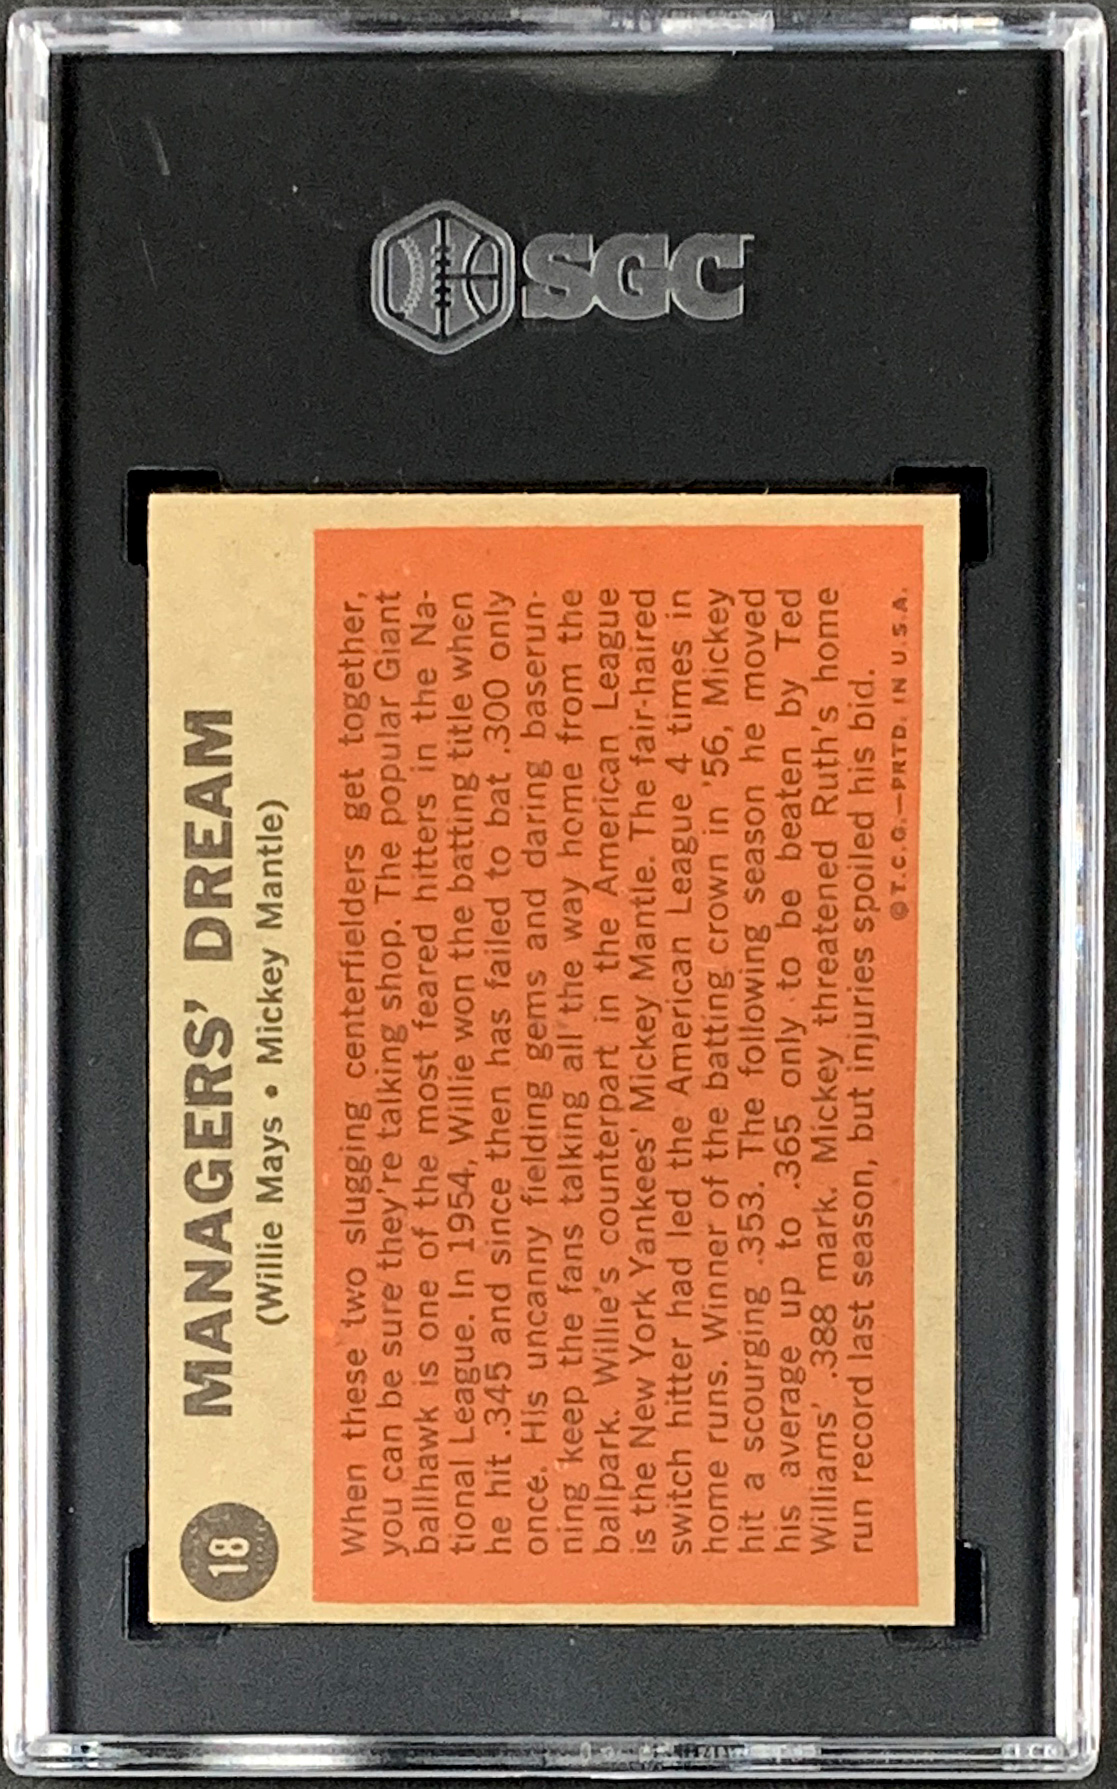 SGC
18
MANAGERS' DREAM
(Willie Mays • Mickey Mantle)
When these two slugging centerfielders get together,
you can be sure they're talking shop. The popular Giant
ballhawk is one of the most feared hitters in the Na-
tional League. In 1954, Willie won the batting title when
he hit .345 and since then has failed to bat .300 only
once. His uncanny fielding gems and daring baserun-
ning keep the fans talking all the way home from the
ballpark. Willie's counterpart in the American League
is the New York Yankees' Mickey Mantle. The fair-haired
switch hitter had led the American League 4 times in
home runs. Winner of the batting crown in '56, Mickey
hit a scourging .353. The following season he moved
his average up to .365 only to be beaten by Ted
Williams' .388 mark. Mickey threatened Ruth's home
run record last season, but injuries spoiled his bid.
© T.C.G.—PRTD. IN U.S.A.